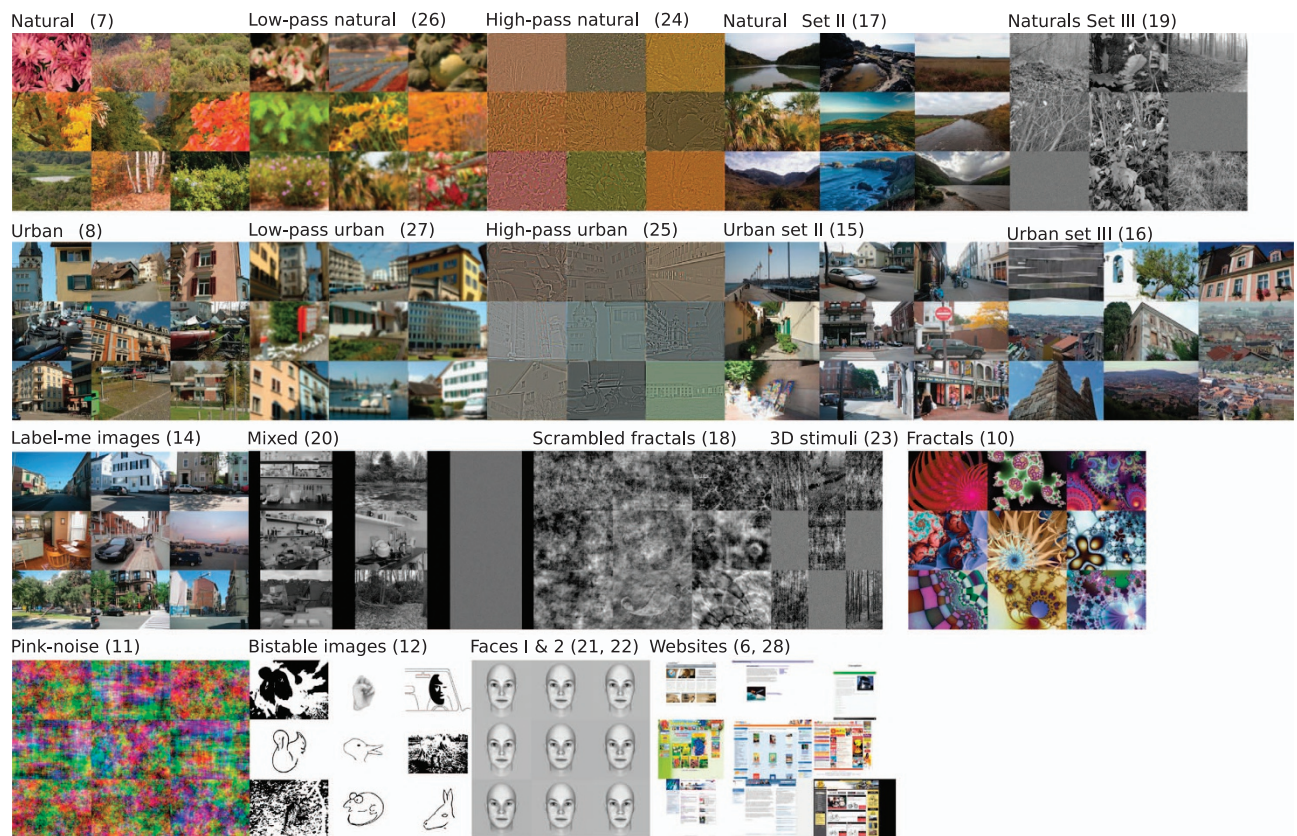 Natural (7)
Low-pass natural (26)
High-pass natural (24)
Natural Set II (17)
Naturals Set III (19)
Urban (8)
Low-pass urban (27)
High-pass urban (25)
Urban set II (15)
Urban set III (16)
Label-me images (14)
Mixed (20)
Scrambled fractals (18)
3D stimuli (23)
Fractals (10)
Pink-noise (11)
Bistable images (12)
Faces I & 2 (21, 22)
Websites (6, 28)